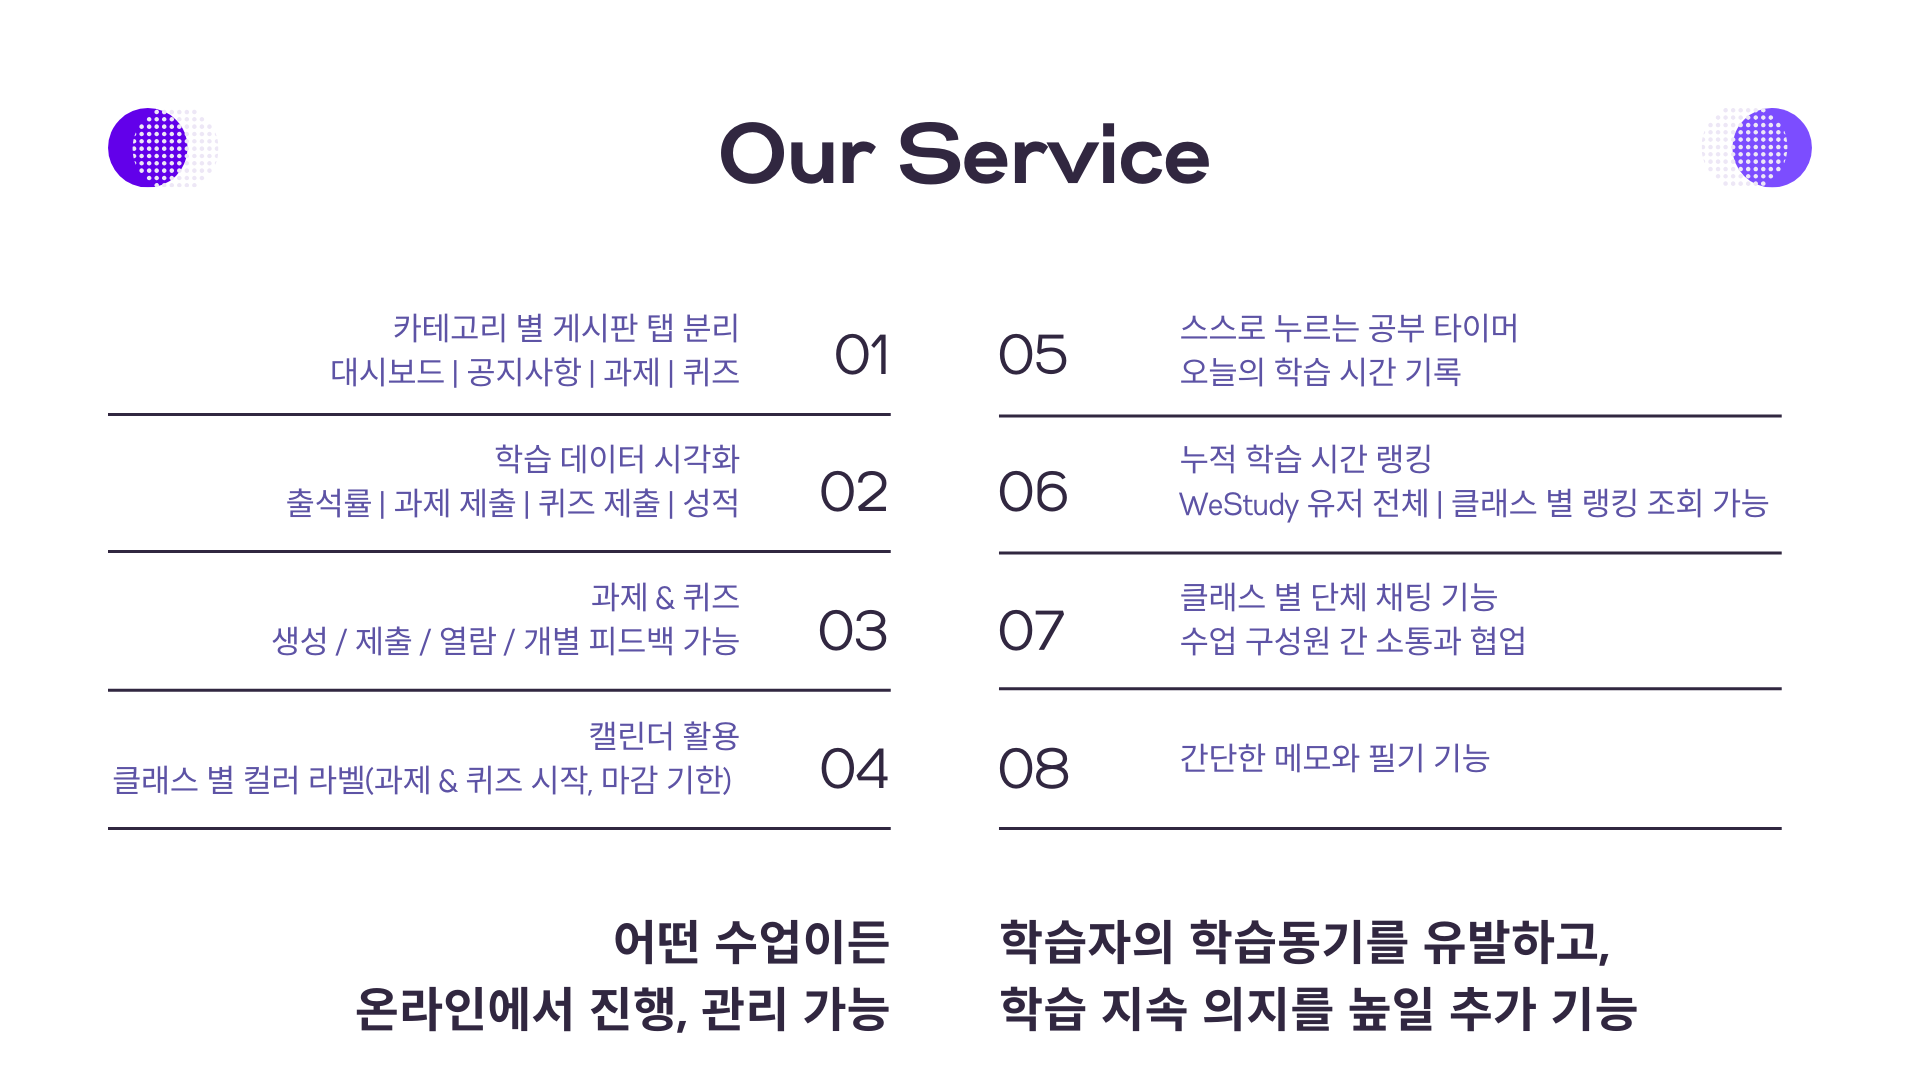 Our Service
카테고리 별 게시판 탭 분리
대시보드 | 공지사항 | 과제 | 퀴즈
01
학습 데이터 시각화
출석률 | 과제 제출 | 퀴즈 제출 | 성적
02
과제 & 퀴즈
생성 / 제출 / 열람 / 개별 피드백 가능
03
캘린더 활용
클래스 별 컬러 라벨(과제 & 퀴즈 시작, 마감 기한)
04
어떤 수업이든
온라인에서 진행, 관리 가능
05
스스로 누르는 공부 타이머
오늘의 학습 시간 기록
06
누적 학습 시간 랭킹
WeStudy 유저 전체 | 클래스 별 랭킹 조회 가능
07
클래스 별 단체 채팅 기능
수업 구성원 간 소통과 협업
08
간단한 메모와 필기 기능
학습자의 학습동기를 유발하고,
학습 지속 의지를 높일 추가 기능